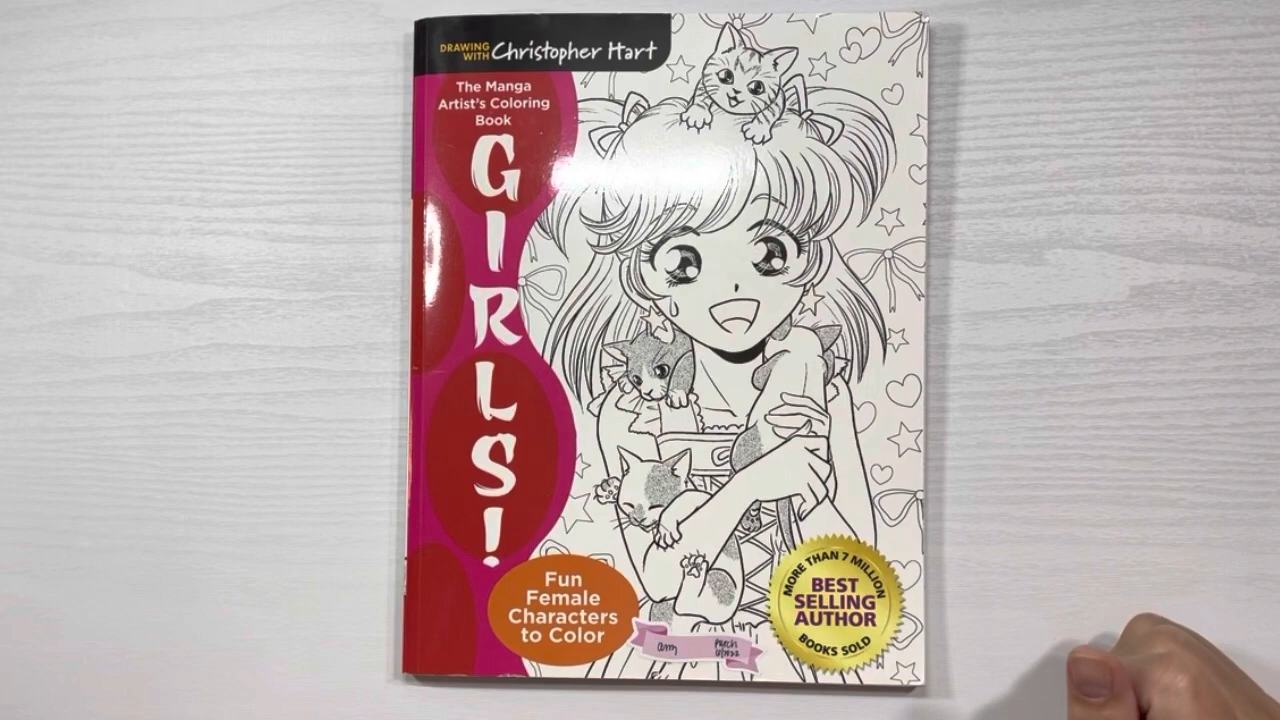 DRAWING
WITH Christopher Hart
The Manga
Artist's Coloring
Book
GIRLS!
Fun
Female
Characters
to Color
MORE THAN 7 MILLION
BEST
SELLING
AUTHOR
BOOKS SOLD